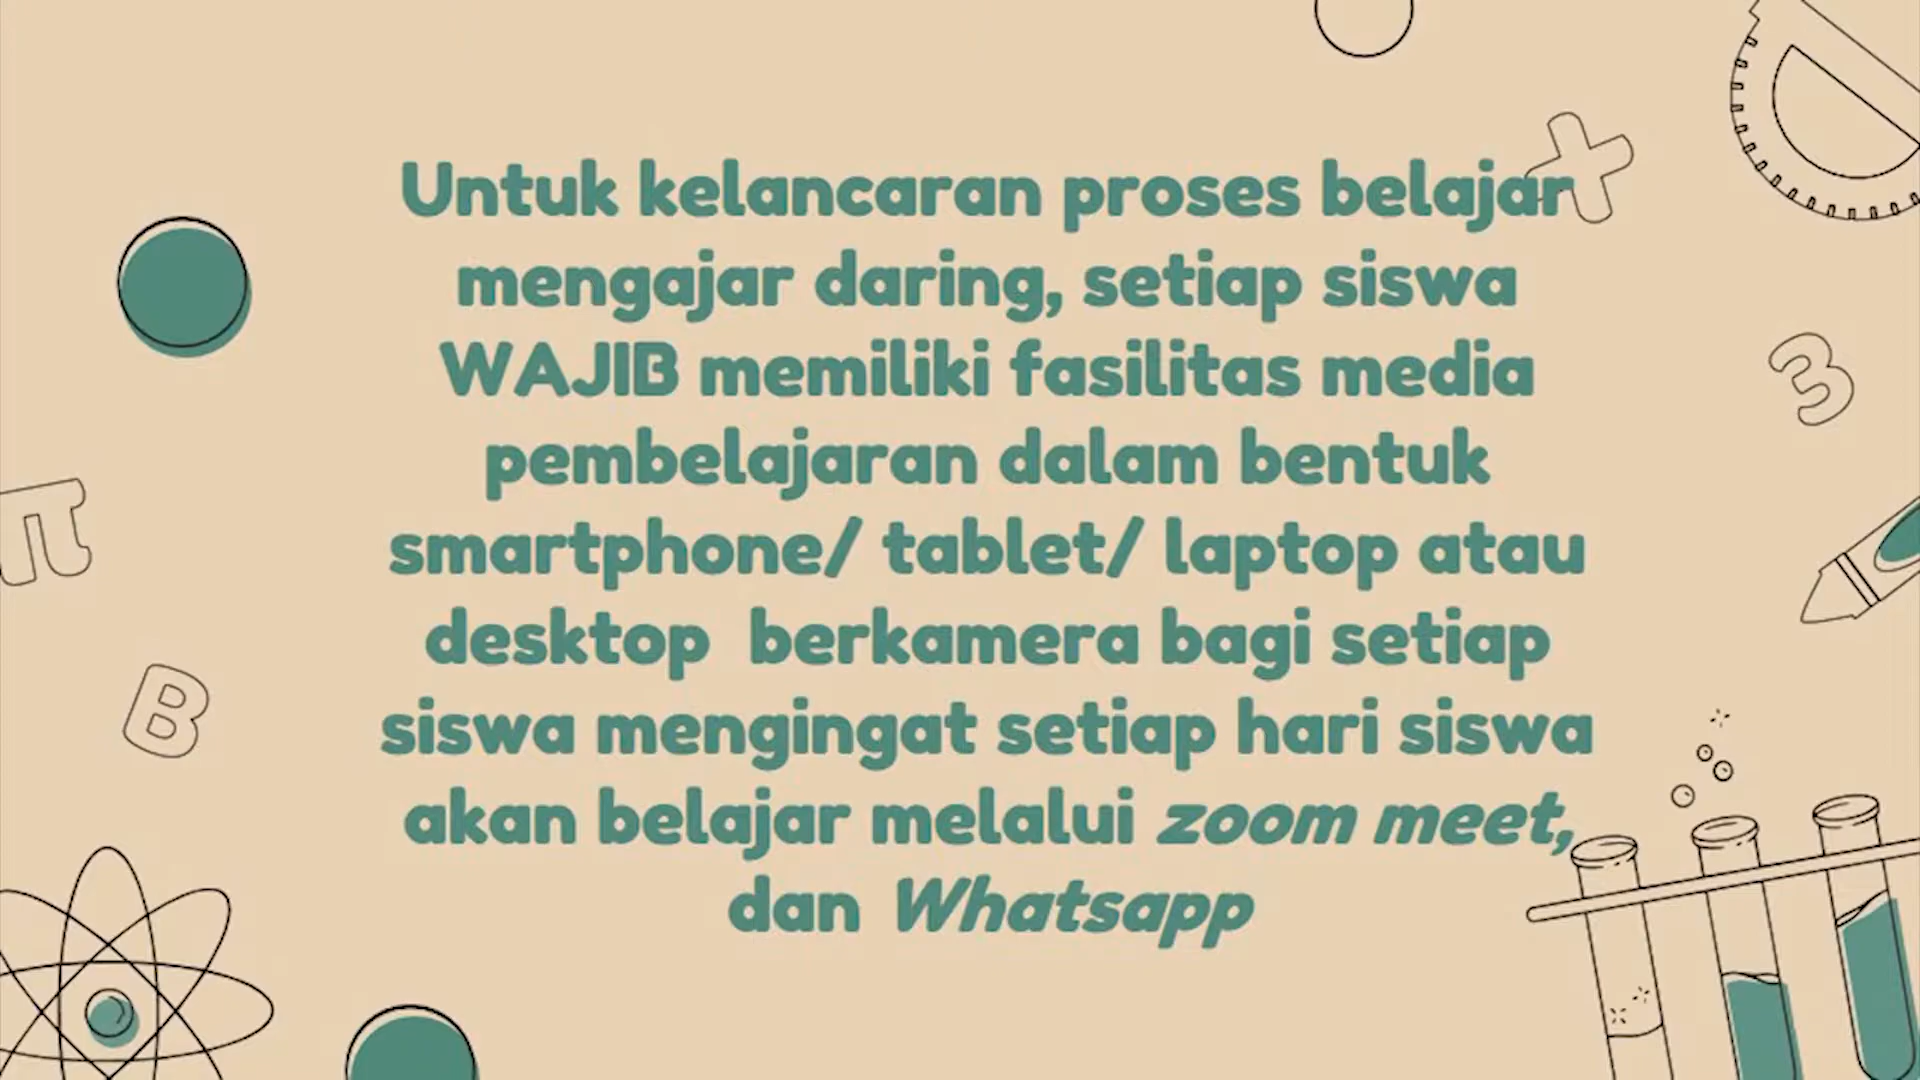 Untuk kelancaran proses belajar
mengajar daring, setiap siswa
WAJIB memiliki fasilitas media
pembelajaran dalam bentuk
smartphone/ tablet/ laptop atau
desktop  berkamera bagi setiap
siswa mengingat setiap hari siswa
akan belajar melalui zoom meet,
dan Whatsapp
3
π
B